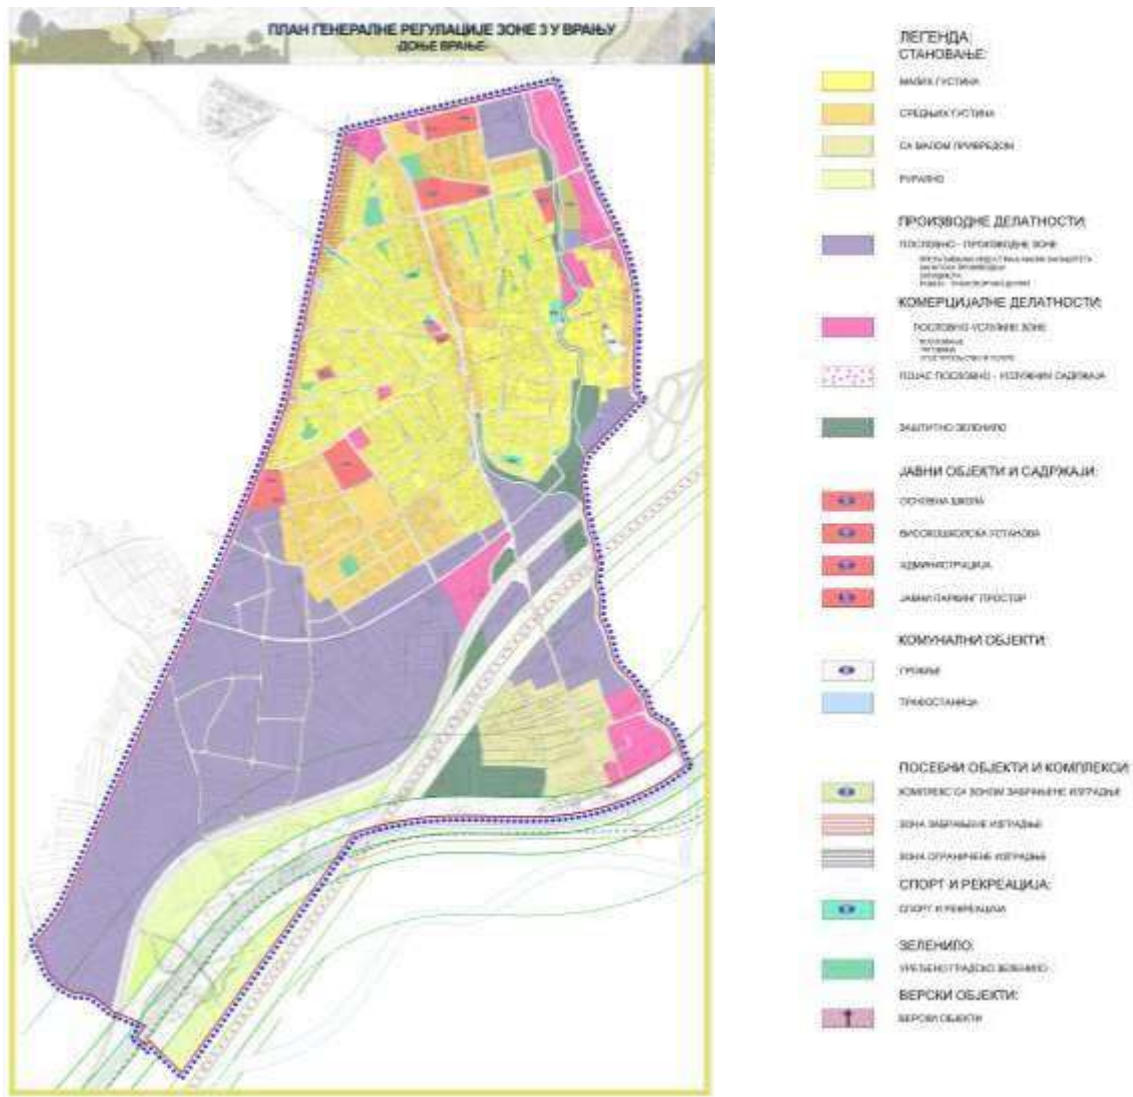 ПЛАН ГЕНЕРАЛНЕ РЕГУЛАЦИЈЕ ЗОНЕ 3 У ВРАЊУ
-ДОЊЕ ВРАЊЕ-
ЛЕГЕНДА:
СТАНОВАЊЕ:
МАЛИХ ГУСТИНА
СРЕДЊИХ ГУСТИНА
СА МАЛОМ ПРИВРЕДОМ
РУРАЛНО
ПРОИЗВОДНЕ ДЕЛАТНОСТИ:
ПОСЛОВНО - ПРОИЗВОДНЕ ЗОНЕ
КОМЕРЦИЈАЛНЕ ДЕЛАТНОСТИ:
ПОСЛОВНО-УСЛУЖНЕ ЗОНЕ
ПОЈАС ПОСЛОВНО - УСЛУЖНИХ САДРЖАЈА
ЗАШТИТНО ЗЕЛЕНИЛО
ЈАВНИ ОБЈЕКТИ И САДРЖАЈИ:
ОСНОВНА ШКОЛА
ВИСОКОШКОЛСКА УСТАНОВА
АДМИНИСТРАЦИЈА
ЈАВНИ ПАРКИНГ ПРОСТОР
КОМУНАЛНИ ОБЈЕКТИ:
ГРОБЉЕ
ТРАФОСТАНИЦА
ПОСЕБНИ ОБЈЕКТИ И КОМПЛЕКСИ
КОМПЛЕКС СА ЗОНОМ ЗАБРАЊЕНЕ ИЗГРАДЊЕ
ЗОНА ЗАБРАЊЕНЕ ИЗГРАДЊЕ
ЗОНА ОГРАНИЧЕНЕ ИЗГРАДЊЕ
СПОРТ И РЕКРЕАЦИЈА:
СПОРТ И РЕКРЕАЦИЈА
ЗЕЛЕНИЛО:
УРЕЂЕНО ГРАДСКО ЗЕЛЕНИЛО
ВЕРСКИ ОБЈЕКТИ:
ВЕРСКИ ОБЈЕКТИ